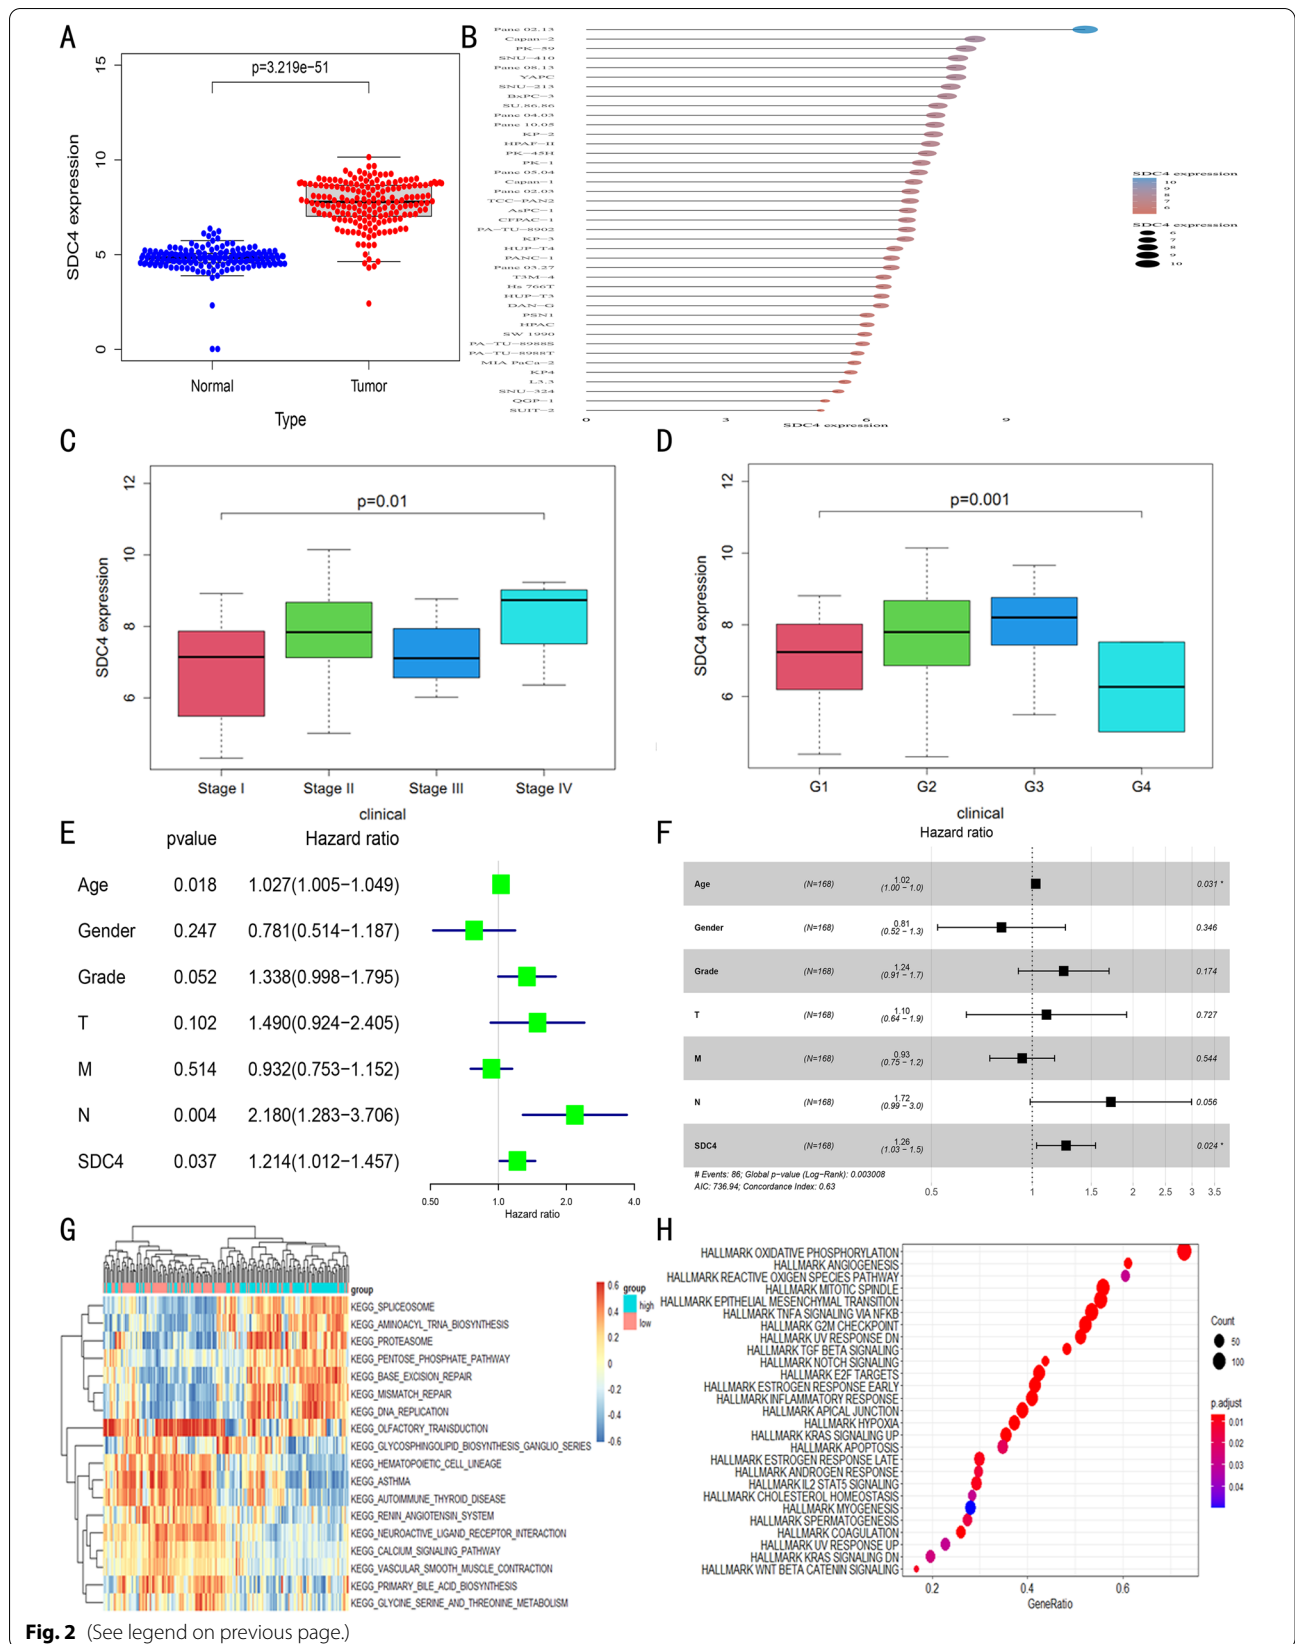 A
p=3.219e−51
15
10
5
0
SDC4 expression
Normal
Tumor
Type
B
Panc 02.13
Capan−2
PK−59
SNU−410
Panc 08.13
YAPC
SNU−213
BxPC−3
SU.86.86
Panc 04.03
Panc 10.05
KP−2
HPAF−II
PK−45H
PK−1
Panc 05.04
Capan−1
Panc 02.03
TCC−PAN2
AsPC−1
CFPAC−1
PA−TU−8902
KP−3
HUP−T4
PANC−1
Panc 03.27
T3M−4
Hs 766T
HUP−T3
DAN−G
PSN1
HPAC
SW 1990
PA−TU−8988S
PA−TU−8988T
MIA PaCa−2
KP4
L3.3
SNU−324
QGP−1
SUIT−2
0 3 6 9
SDC4 expression
SDC4 expression
10
9
8
7
6
SDC4 expression
6
7
8
9
10
C
p=0.01
12
10
8
6
SDC4 expression
Stage I Stage II Stage III Stage IV
clinical
D
p=0.001
12
10
8
6
SDC4 expression
G1 G2 G3 G4
clinical
E
pvalue Hazard ratio
Age 0.018 1.027(1.005−1.049)
Gender 0.247 0.781(0.514−1.187)
Grade 0.052 1.338(0.998−1.795)
T 0.102 1.490(0.924−2.405)
M 0.514 0.932(0.753−1.152)
N 0.004 2.180(1.283−3.706)
SDC4 0.037 1.214(1.012−1.457)
0.50 1.0 2.0 4.0
Hazard ratio
F
Hazard ratio
Age (N=168) 1.02 (1.00 − 1.0) 0.031 *
Gender (N=168) 0.81 (0.52 − 1.3) 0.346
Grade (N=168) 1.24 (0.91 − 1.7) 0.174
T (N=168) 1.10 (0.64 − 1.9) 0.727
M (N=168) 0.93 (0.75 − 1.2) 0.544
N (N=168) 1.72 (0.99 − 3.0) 0.056
SDC4 (N=168) 1.26 (1.03 − 1.5) 0.024 *
# Events: 86; Global p−value (Log−Rank): 0.003008
AIC: 736.94; Concordance Index: 0.63
0.5 1 1.5 2 2.5 3 3.5
G
group
KEGG_SPLICEOSOME
KEGG_AMINOACYL_TRNA_BIOSYNTHESIS
KEGG_PROTEASOME
KEGG_PENTOSE_PHOSPHATE_PATHWAY
KEGG_BASE_EXCISION_REPAIR
KEGG_MISMATCH_REPAIR
KEGG_DNA_REPLICATION
KEGG_OLFACTORY_TRANSDUCTION
KEGG_GLYCOSPHINGOLIPID_BIOSYNTHESIS_GANGLIO_SERIES
KEGG_HEMATOPOIETIC_CELL_LINEAGE
KEGG_ASTHMA
KEGG_AUTOIMMUNE_THYROID_DISEASE
KEGG_RENIN_ANGIOTENSIN_SYSTEM
KEGG_NEUROACTIVE_LIGAND_RECEPTOR_INTERACTION
KEGG_CALCIUM_SIGNALING_PATHWAY
KEGG_VASCULAR_SMOOTH_MUSCLE_CONTRACTION
KEGG_PRIMARY_BILE_ACID_BIOSYNTHESIS
KEGG_GLYCINE_SERINE_AND_THREONINE_METABOLISM
0.6
0.4
0.2
0
-0.2
-0.4
-0.6
group
high
low
H
HALLMARK OXIDATIVE PHOSPHORYLATION
HALLMARK ANGIOGENESIS
HALLMARK REACTIVE OXIGEN SPECIES PATHWAY
HALLMARK MITOTIC SPINDLE
HALLMARK EPITHELIAL MESENCHYMAL TRANSITION
HALLMARK TNFA SIGNALING VIA NFKB
HALLMARK G2M CHECKPOINT
HALLMARK UV RESPONSE DN
HALLMARK TGF BETA SIGNALING
HALLMARK NOTCH SIGNALING
HALLMARK E2F TARGETS
HALLMARK ESTROGEN RESPONSE EARLY
HALLMARK INFLAMMATORY RESPONSE
HALLMARK APICAL JUNCTION
HALLMARK HYPOXIA
HALLMARK KRAS SIGNALING UP
HALLMARK APOPTOSIS
HALLMARK ESTROGEN RESPONSE LATE
HALLMARK ANDROGEN RESPONSE
HALLMARK IL2 STAT5 SIGNALING
HALLMARK CHOLESTEROL HOMEOSTASIS
HALLMARK MYOGENESIS
HALLMARK SPERMATOGENESIS
HALLMARK COAGULATION
HALLMARK UV RESPONSE UP
HALLMARK KRAS SIGNALING DN
HALLMARK WNT BETA CATENIN SIGNALING
0.2 0.4 0.6
GeneRatio
Count
50
100
p.adjust
0.01
0.02
0.03
0.04
Fig. 2 (See legend on previous page.)